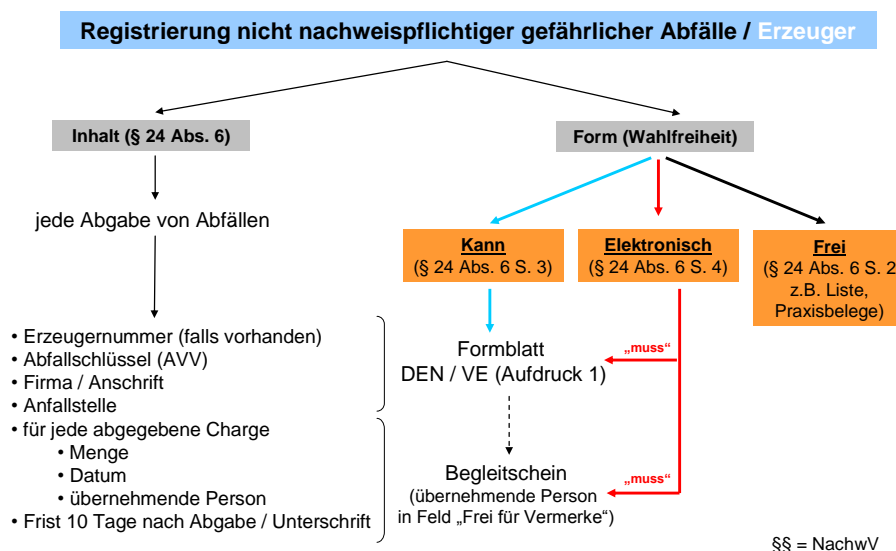 Registrierung nicht nachweispflichtiger gefährlicher Abfälle / Erzeuger
Inhalt (§ 24 Abs. 6)
Form (Wahlfreiheit)
jede Abgabe von Abfällen
Kann
(§ 24 Abs. 6 S. 3)
Elektronisch
(§ 24 Abs. 6 S. 4)
Frei
(§ 24 Abs. 6 S. 2
z.B. Liste,
Praxisbelege)
• Erzeugernummer (falls vorhanden)
• Abfallschlüssel (AVV)
• Firma / Anschrift
• Anfallstelle
• für jede abgegebene Charge
• Menge
• Datum
• übernehmende Person
• Frist 10 Tage nach Abgabe / Unterschrift
Formblatt
DEN / VE (Aufdruck 1)
„muss“
Begleitschein
(übernehmende Person
in Feld „Frei für Vermerke“)
„muss“
§§ = NachwV